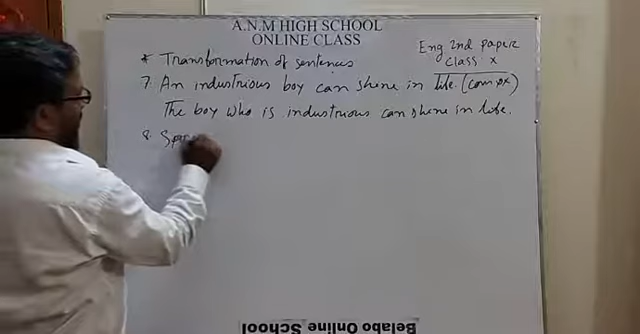 A.N.M HIGH SCHOOL
ONLINE CLASS
Eng 2nd paper
Class: X
* Transformation of sentences
7. An industrious boy can shine in life. (complex)
The boy who is industrious can shine in life.
8.
Belabo Online School